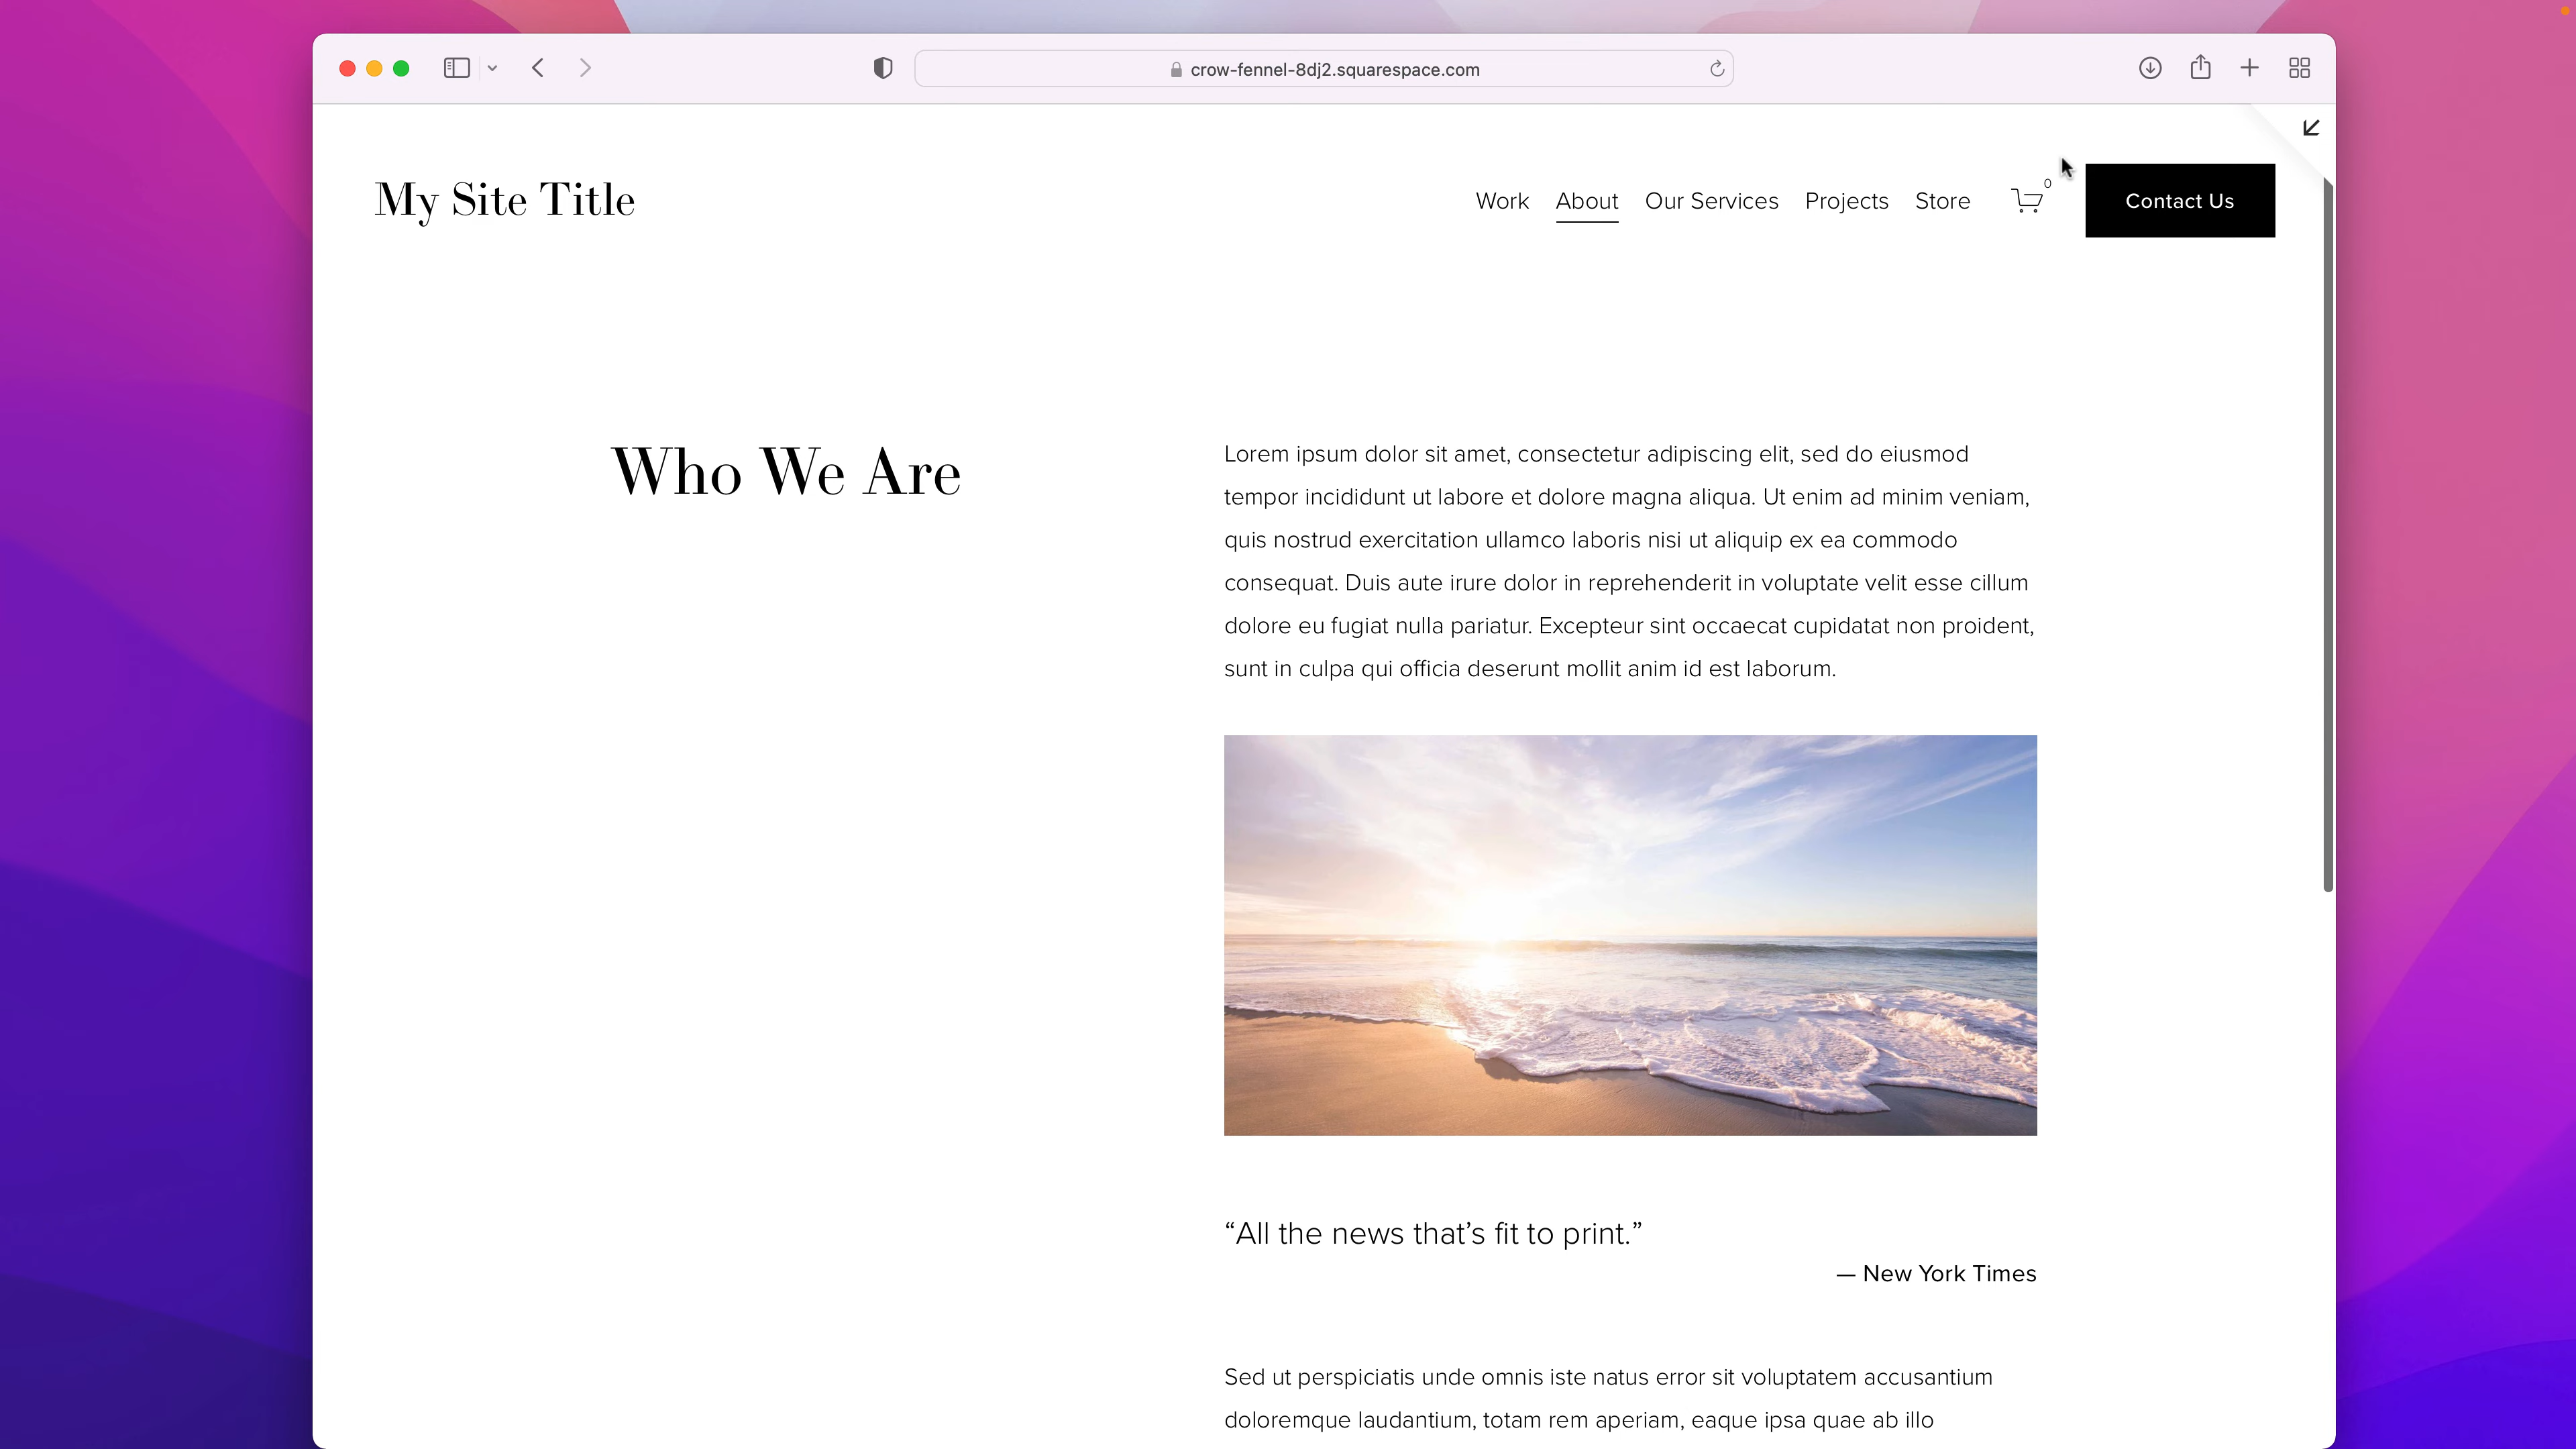 crow-fennel-8dj2.squarespace.com
My Site Title
Work About Our Services Projects Store 0 Contact Us
Who We Are
Lorem ipsum dolor sit amet, consectetur adipiscing elit, sed do eiusmod
tempor incididunt ut labore et dolore magna aliqua. Ut enim ad minim veniam,
quis nostrud exercitation ullamco laboris nisi ut aliquip ex ea commodo
consequat. Duis aute irure dolor in reprehenderit in voluptate velit esse cillum
dolore eu fugiat nulla pariatur. Excepteur sint occaecat cupidatat non proident,
sunt in culpa qui officia deserunt mollit anim id est laborum.
“All the news that’s fit to print.”
— New York Times
Sed ut perspiciatis unde omnis iste natus error sit voluptatem accusantium
doloremque laudantium, totam rem aperiam, eaque ipsa quae ab illo